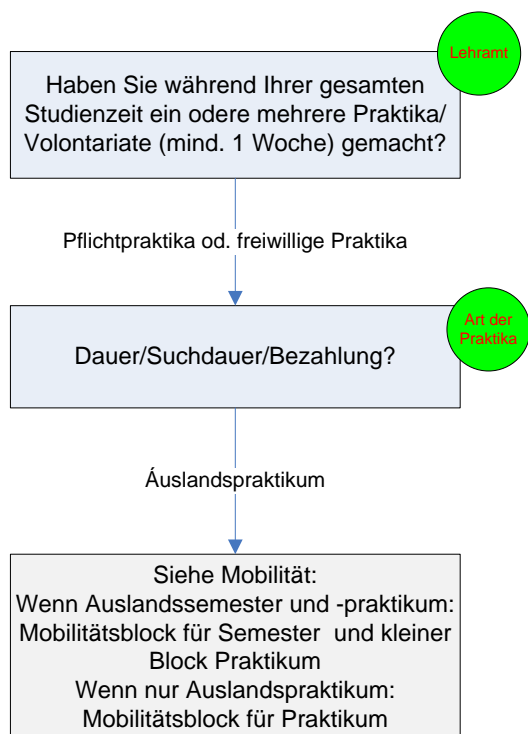 Lehramt
Haben Sie während Ihrer gesamten
Studienzeit ein odere mehrere Praktika/
Volontariate (mind. 1 Woche) gemacht?
Pflichtpraktika od. freiwillige Praktika
Art der
Praktika
Dauer/Suchdauer/Bezahlung?
Áuslandspraktikum
Siehe Mobilität:
Wenn Auslandssemester und -praktikum:
Mobilitätsblock für Semester und kleiner
Block Praktikum
Wenn nur Auslandspraktikum:
Mobilitätsblock für Praktikum